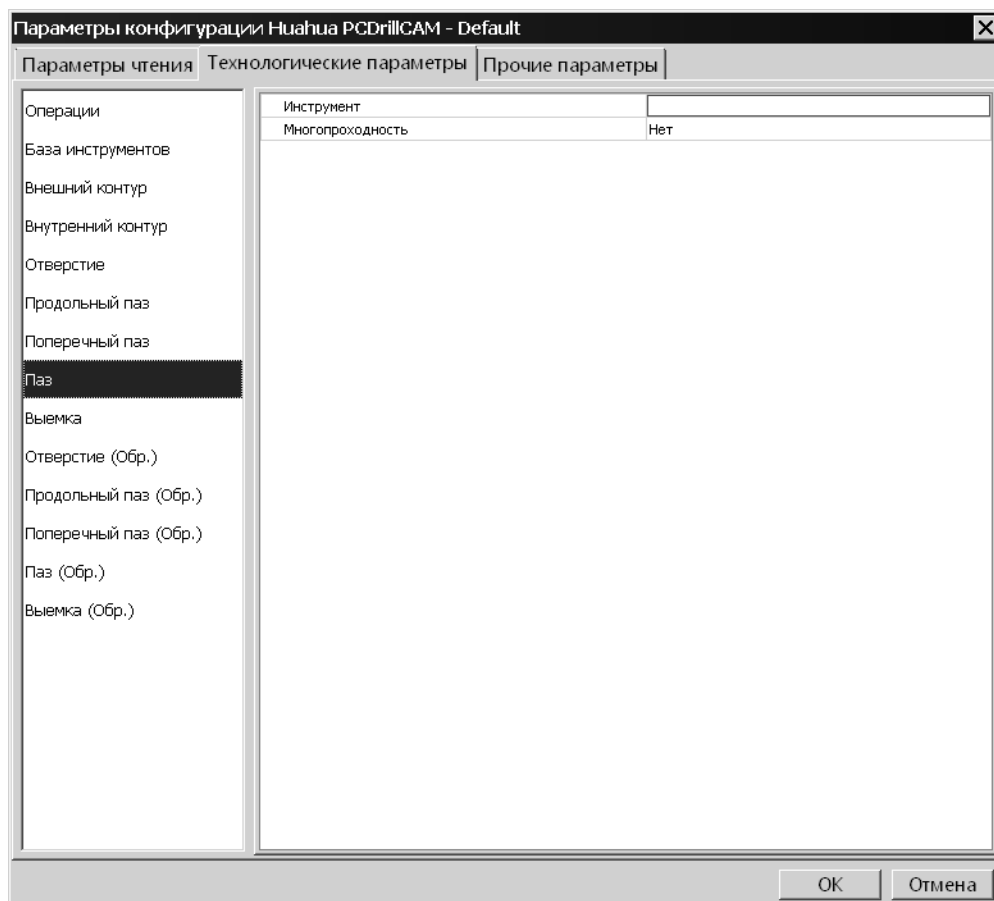 Параметры конфигурации Huahua PCDrillCAM - Default
Параметры чтения Технологические параметры Прочие параметры
Операции
База инструментов
Внешний контур
Внутренний контур
Отверстие
Продольный паз
Поперечный паз
Паз
Выемка
Отверстие (Обр.)
Продольный паз (Обр.)
Поперечный паз (Обр.)
Паз (Обр.)
Выемка (Обр.)
Инструмент
Многопроходность Нет
OK Отмена